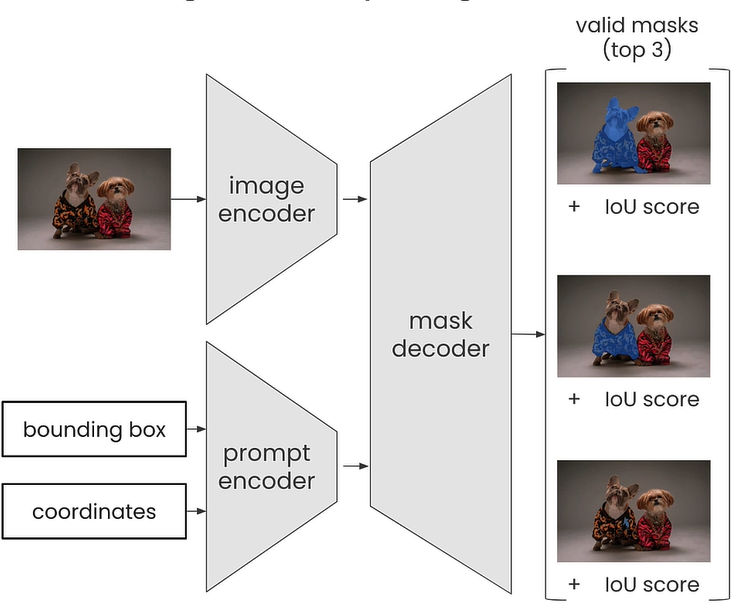 valid masks
(top 3)
image
encoder
+ IoU score
mask
decoder
+ IoU score
bounding box
prompt
encoder
coordinates
+ IoU score